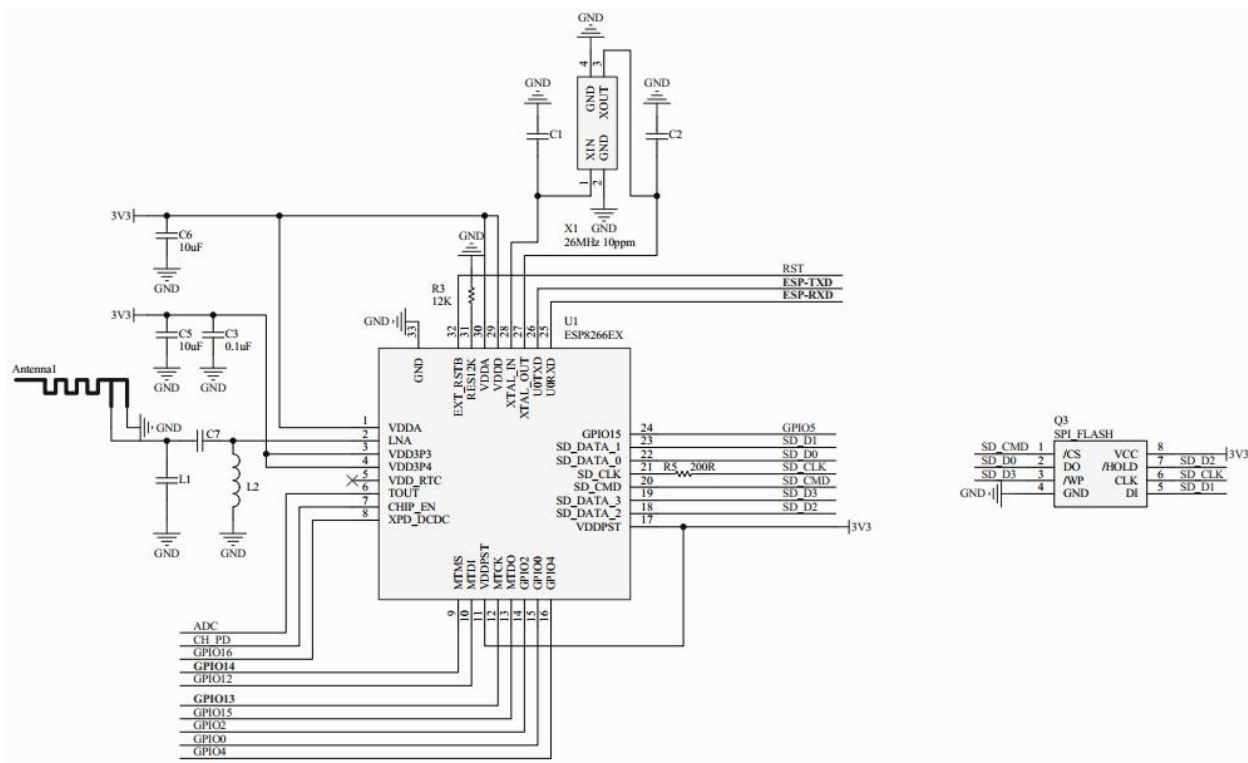 GND
4
3
GND
XOUT
XIN
GND
1
2
GND
C1
GND
C2
GND
X1
26MHz 10ppm
3V3
C6
10uF
GND
GND
R3
12K
RST
ESP-TXD
ESP-RXD
3V3
C5
10uF
C3
0.1uF
GND
GND
GND
33
32
31
30
29
28
27
26
25
U1
ESP8266EX
GND
EXT_RSTB
RES12K
VDDA
VDDD
XTAL_IN
XTAL_OUT
U0TXD
U0RXD
Antenna1
GND
C7
L1
L2
GND
GND
1 VDDA
2 LNA
3 VDD3P3
4 VDD3P4
5 VDD_RTC
6 TOUT
7 CHIP_EN
8 XPD_DCDC
GPIO15 24 GPIO5
SD_DATA_1 23 SD_D1
SD_DATA_0 22 SD_D0
SD_CLK 21 R5 200R SD_CLK
SD_CMD 20 SD_CMD
SD_DATA_3 19 SD_D3
SD_DATA_2 18 SD_D2
VDDPST 17 3V3
MTMS
MTDI
VDDPST
MTCK
MTDO
GPIO2
GPIO0
GPIO4
9
10
11
12
13
14
15
16
ADC
CH_PD
GPIO16
GPIO14
GPIO12
GPIO13
GPIO15
GPIO2
GPIO0
GPIO4
Q3
SPI_FLASH
SD_CMD 1 /CS VCC 8 3V3
SD_D0 2 DO /HOLD 7 SD_D2
SD_D3 3 /WP CLK 6 SD_CLK
GND 4 GND DI 5 SD_D1